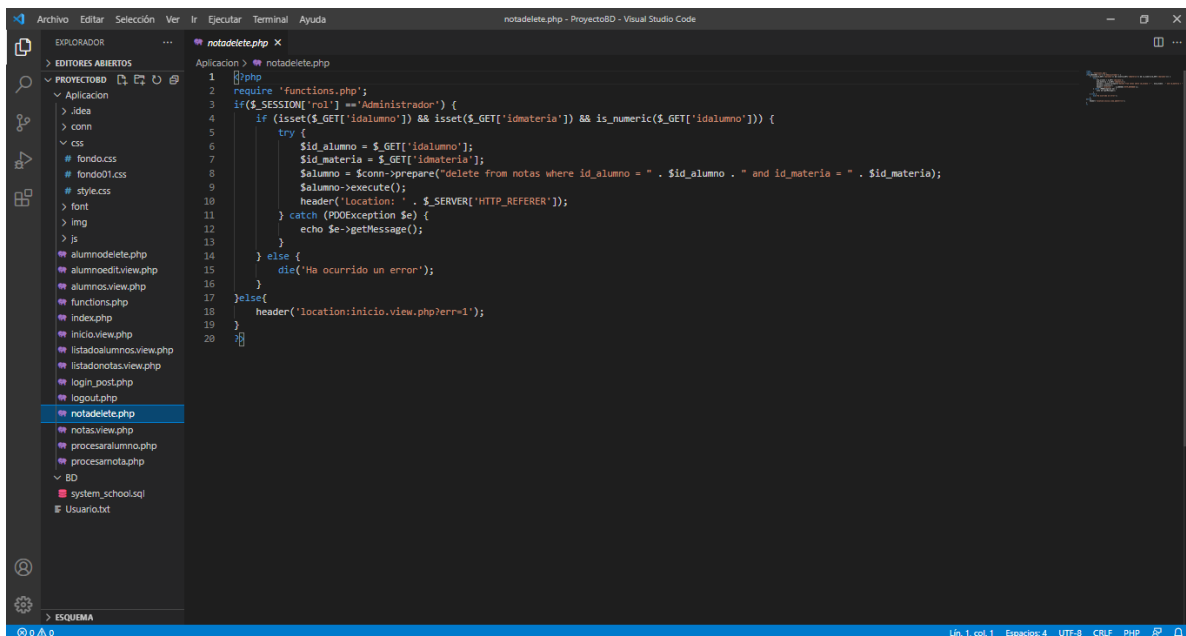 Archivo Editar Selección Ver Ir Ejecutar Terminal Ayuda
notadelete.php - ProyectoBD - Visual Studio Code
EXPLORADOR
EDITORES ABIERTOS
PROYECTOBD
Aplicacion
.idea
conn
css
# fondo.css
# fondo01.css
# style.css
font
img
js
alumnodelete.php
alumnoedit.view.php
alumnos.view.php
functions.php
index.php
inicio.view.php
listadoalumnos.view.php
listadonotas.view.php
login_post.php
logout.php
notadelete.php
notas.view.php
procesaralumno.php
procesarnota.php
BD
system_school.sql
Usuario.txt
ESQUEMA
notadelete.php
Aplicacion > notadelete.php
1 <?php
2 require 'functions.php';
3 if($_SESSION['rol'] =='Administrador') {
4 if (isset($_GET['idalumno']) && isset($_GET['idmateria']) && is_numeric($_GET['idalumno'])) {
5 try {
6 $id_alumno = $_GET['idalumno'];
7 $id_materia = $_GET['idmateria'];
8 $alumno = $conn->prepare("delete from notas where id_alumno = " . $id_alumno . " and id_materia = " . $id_materia);
9 $alumno->execute();
10 header('Location: ' . $_SERVER['HTTP_REFERER']);
11 } catch (PDOException $e) {
12 echo $e->getMessage();
13 }
14 } else {
15 die('Ha ocurrido un error');
16 }
17 }else{
18 header('location:inicio.view.php?err=1');
19 }
20 ?>
0 0
Lín. 1, col. 1 Espacios: 4 UTF-8 CRLF PHP